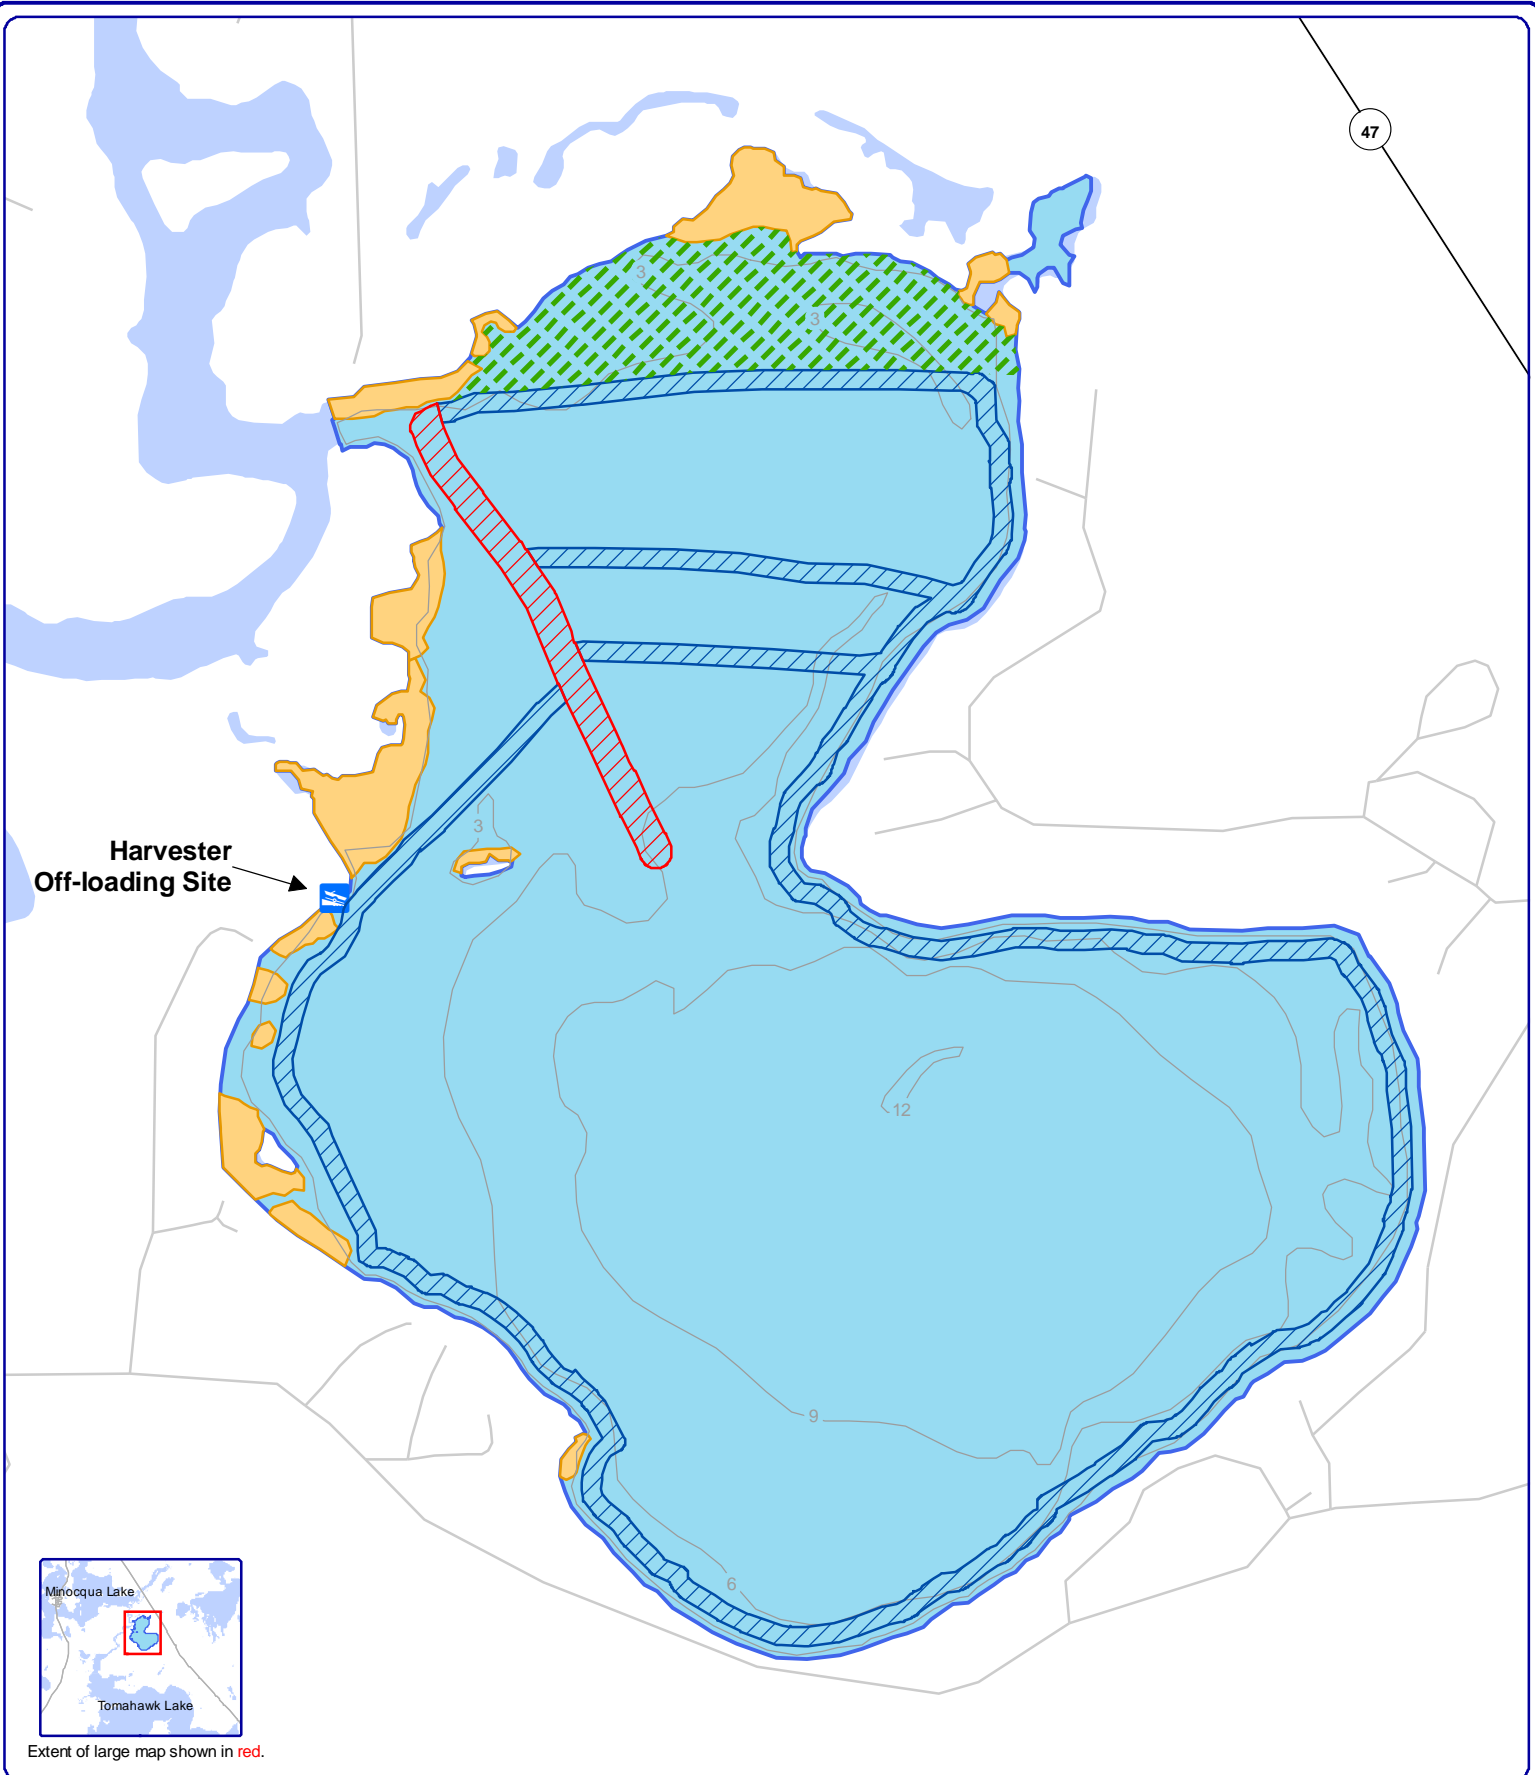 47
3
3
3
Harvester
Off-loading Site
12
9
6
Minocqua Lake
Tomahawk Lake
Extent of large map shown in red.